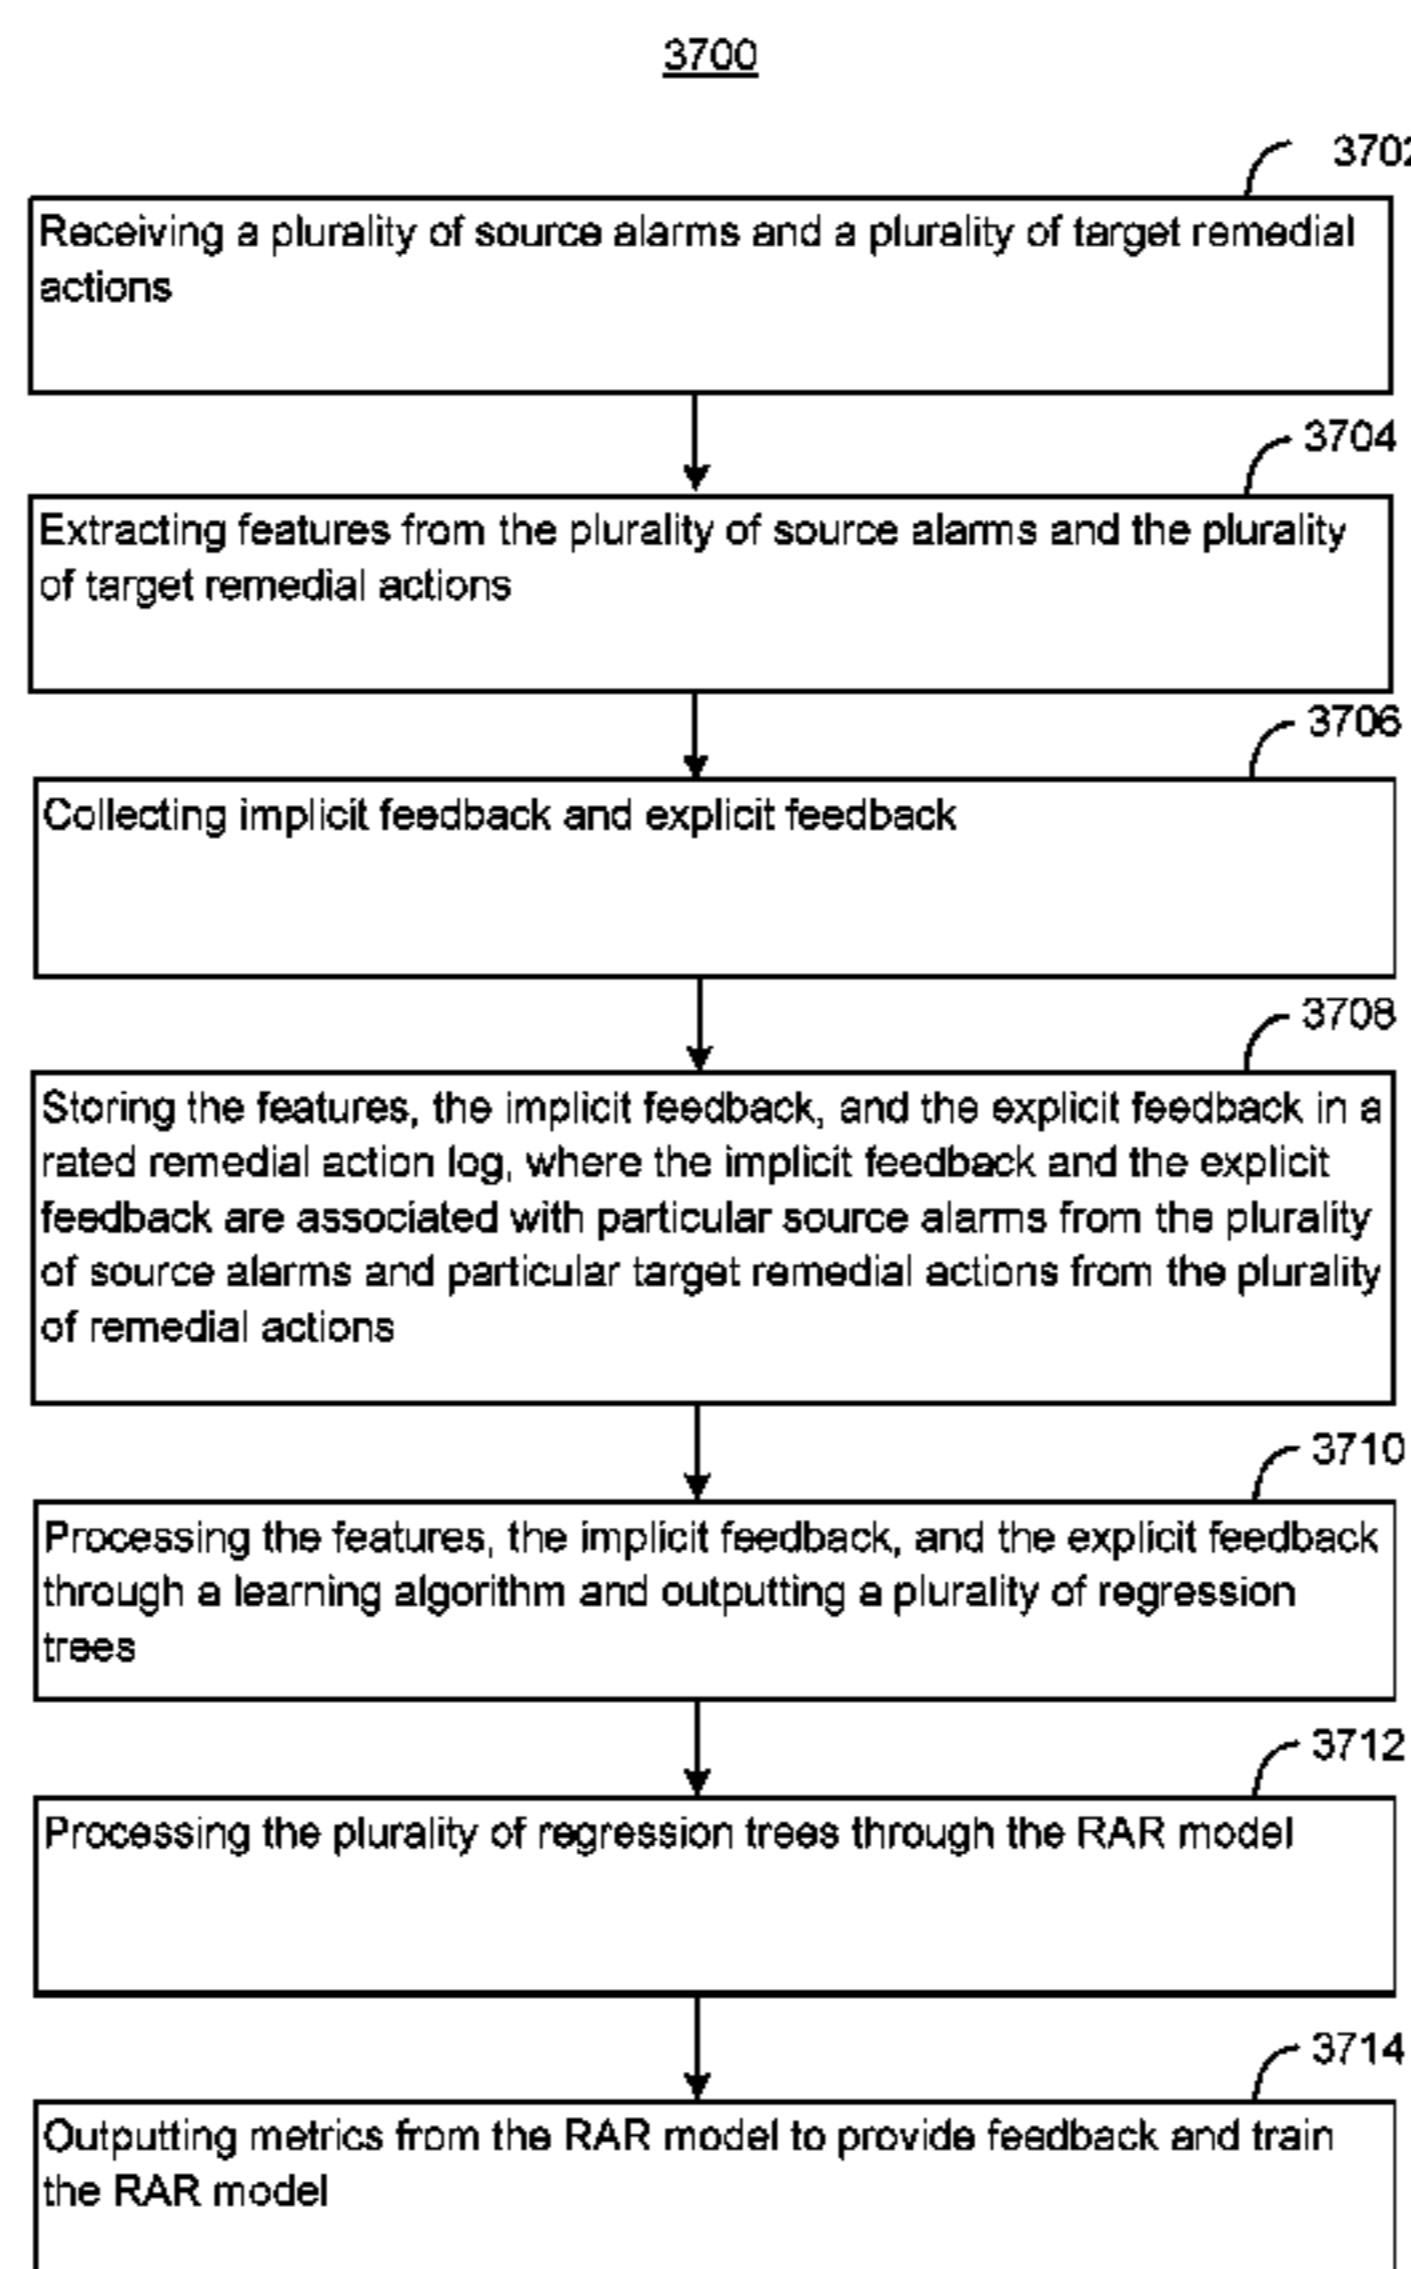 3700
3702
Receiving a plurality of source alarms and a plurality of target remedial
actions
3704
Extracting features from the plurality of source alarms and the plurality
of target remedial actions
3706
Collecting implicit feedback and explicit feedback
3708
Storing the features, the implicit feedback, and the explicit feedback in a
rated remedial action log, where the implicit feedback and the explicit
feedback are associated with particular source alarms from the plurality
of source alarms and particular target remedial actions from the plurality
of remedial actions
3710
Processing the features, the implicit feedback, and the explicit feedback
through a learning algorithm and outputting a plurality of regression
trees
3712
Processing the plurality of regression trees through the RAR model
3714
Outputting metrics from the RAR model to provide feedback and train
the RAR model